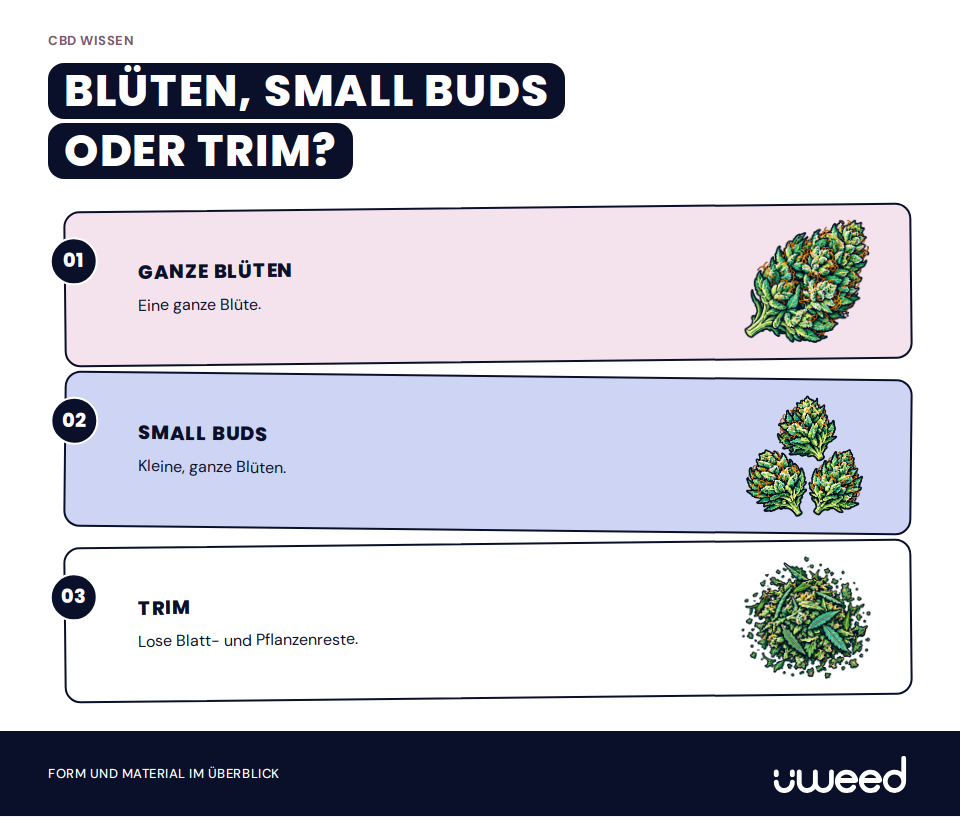 CBD WISSEN
BLÜTEN, SMALL BUDS
ODER TRIM?
01
GANZE BLÜTEN
Eine ganze Blüte.
02
SMALL BUDS
Kleine, ganze Blüten.
03
TRIM
Lose Blatt- und Pflanzenreste.
FORM UND MATERIAL IM ÜBERBLICK
üweed